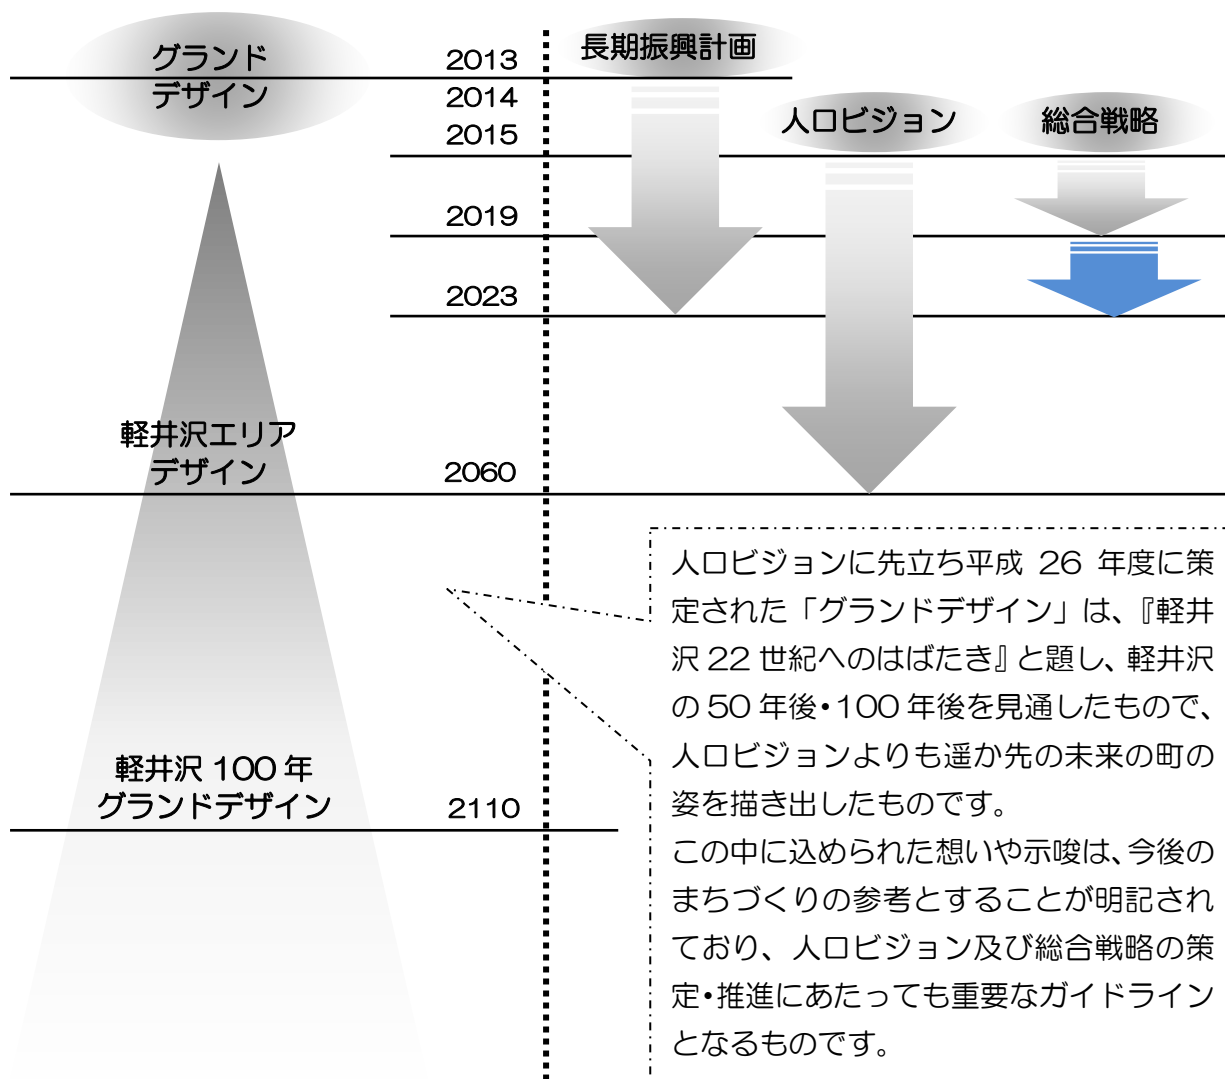 グランド
デザイン
2013
2014
2015
2019
2023
2060
2110
長期振興計画
人口ビジョン
総合戦略
軽井沢エリア
デザイン
軽井沢 100 年
グランドデザイン
人口ビジョンに先立ち平成 26 年度に策
定された「グランドデザイン」は、『軽井
沢 22 世紀へのはばたき』と題し、軽井沢
の 50 年後・100 年後を見通したもので、
人口ビジョンよりも遥か先の未来の町の
姿を描き出したものです。
この中に込められた想いや示唆は、今後の
まちづくりの参考とすることが明記され
ており、人口ビジョン及び総合戦略の策
定・推進にあたっても重要なガイドライン
となるものです。